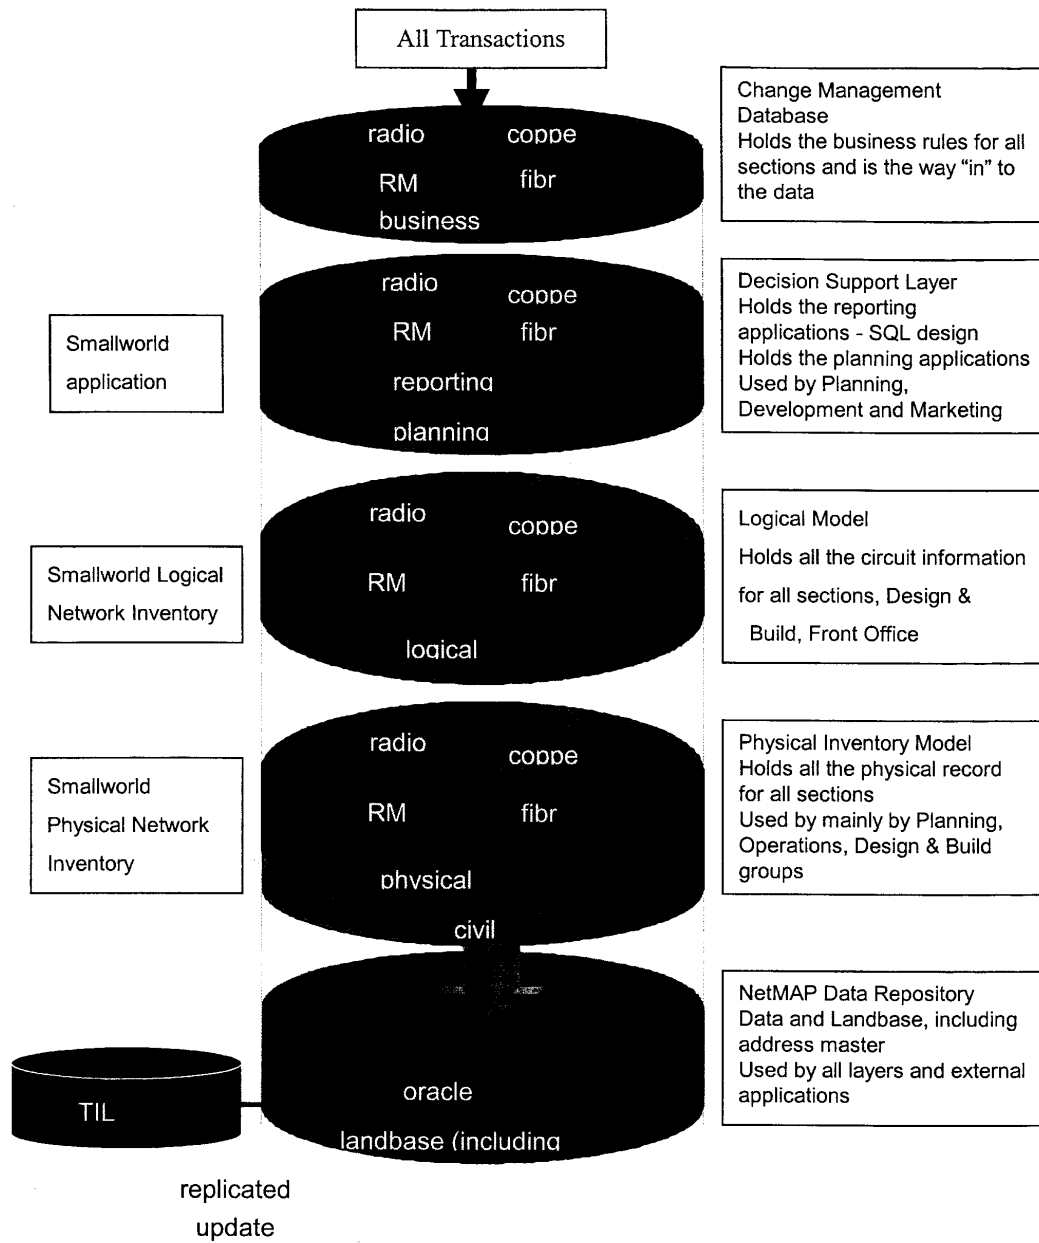 All Transactions
radio coppe
RM fibr
business
Change Management
Database
Holds the business rules for all
sections and is the way “in” to
the data
radio coppe
RM fibr
reporting
planning
Smallworld
application
Decision Support Layer
Holds the reporting
applications - SQL design
Holds the planning applications
Used by Planning,
Development and Marketing
radio coppe
RM fibr
logical
Smallworld Logical
Network Inventory
Logical Model
Holds all the circuit information
for all sections, Design &
Build, Front Office
radio coppe
RM fibr
physical
civil
Smallworld
Physical Network
Inventory
Physical Inventory Model
Holds all the physical record
for all sections
Used by mainly by Planning,
Operations, Design & Build
groups
oracle
landbase (including
TIL
replicated
update
NetMAP Data Repository
Data and Landbase, including
address master
Used by all layers and external
applications